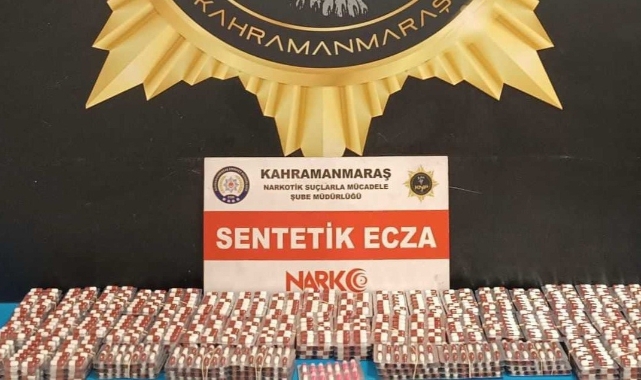 KAHRAMANMARAŞ
KAHRAMANMARAŞ
NARKOTİK SUÇLARLA MÜCADELE
ŞUBE MÜDÜRLÜĞÜ
SENTETİK ECZA
NARKO